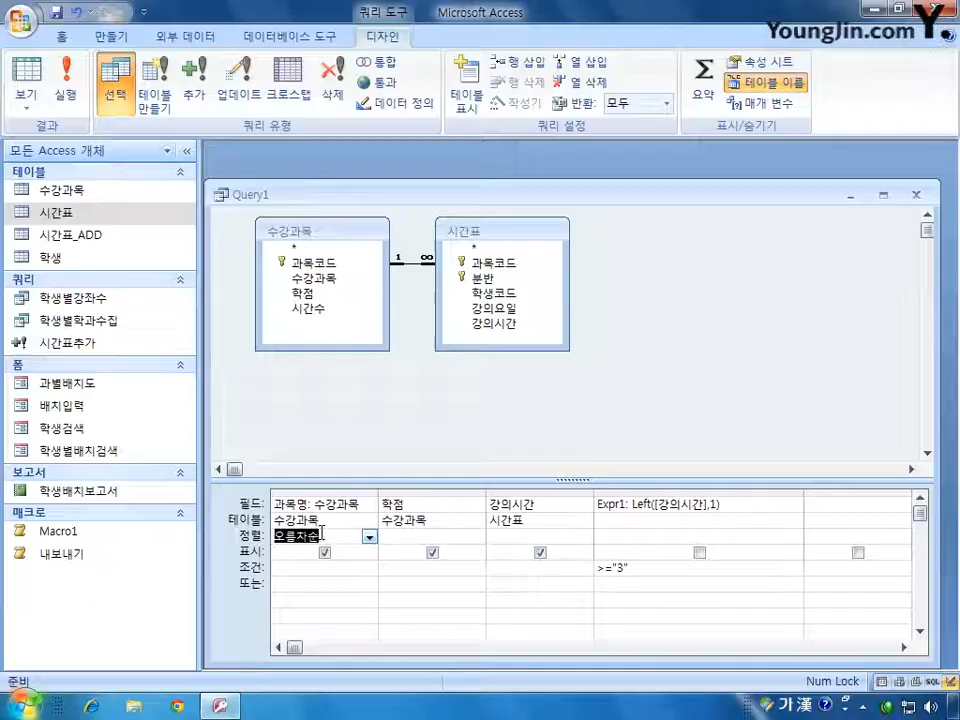 쿼리 도구
Microsoft Access
YoungJin.com Y.
홈
만들기
외부 데이터
데이터베이스 도구
디자인
보기
실행
결과
선택
테이블 만들기
추가
업데이트
크로스탭
삭제
통합
통과
데이터 정의
쿼리 유형
테이블 표시
행 삽입
행 삭제
작성기
열 삽입
열 삭제
반환: 모두
쿼리 설정
요약
속성 시트
테이블 이름
매개 변수
표시/숨기기
모든 Access 개체
테이블
수강과목
시간표
시간표_ADD
학생
쿼리
학생별강좌수
학생별학과수집
시간표추가
폼
과별배치도
배치입력
학생검색
학생별배치검색
보고서
학생배치보고서
매크로
Macro1
내보보기
Query1
수강과목
*
과목코드
수강과목
학점
시간수
1
∞
시간표
*
과목코드
분반
학생코드
강의요일
강의시간
필드: 과목명: 수강과목 학점 강의시간 Expr1: Left([강의시간],1)
테이블: 수강과목 수강과목 시간표
정렬: 오름차순
표시:
조건: >="3"
또는:
준비
Num Lock
SQL
가 漢